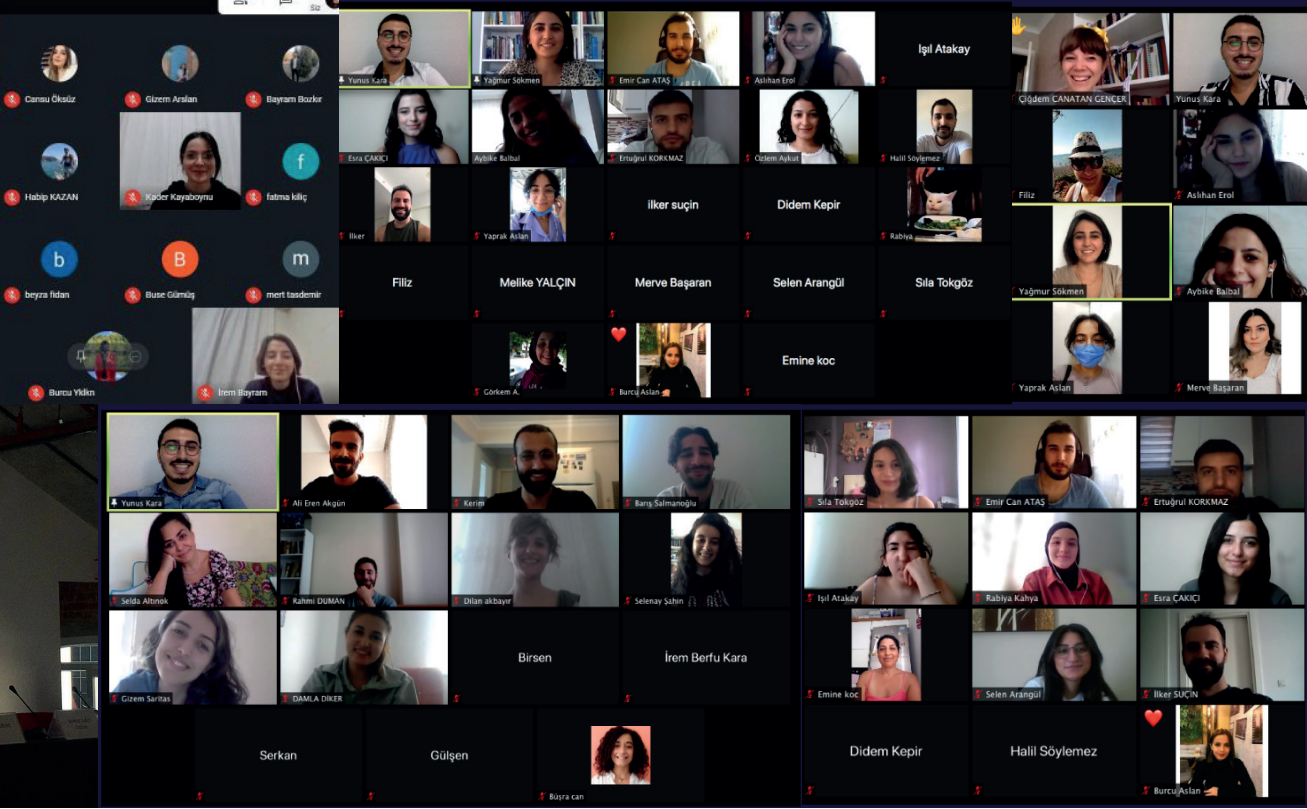 Siz
Cansu Öksüz
Gizem Arslan
Bayram Bozkır
Habip KAZAN
Kader Kayaboynu
f
fatma kiliç
b
B
m
beyza fidan
Buse Gümüş
mert tasdemir
Burcu Yklkn
İrem Bayram
Yunus Kara
Yağmur Sökmen
Emir Can ATAŞ
Aslıhan Erol
Işıl Atakay
Esra ÇAKIÇI
Aybike Balbal
Ertuğrul KORKMAZ
Özlem Aykut
Halil Söylemez
İlker
Yaprak Aslan
ilker suçin
Didem Kepir
Rabiya
Filiz
Melike YALÇIN
Merve Başaran
Selen Arangül
Sıla Tokgöz
Görkem A.
Burcu Aslan
Emine koc
Çiğdem CANATAN GENÇER
Yunus Kara
Filiz
Aslıhan Erol
Yağmur Sökmen
Aybike Balbal
Yaprak Aslan
Merve Başaran
Yunus Kara
Ali Eren Akgün
Kerim
Barış Salmanoğlu
Selda Altınok
Rahmi DUMAN
Dilan akbayır
Selenay Şahin
Gizem Saritas
DAMLA DİKER
Birsen
İrem Berfu Kara
Serkan
Gülşen
Büşra can
Sıla Tokgöz
Emir Can ATAŞ
Ertuğrul KORKMAZ
Işıl Atakay
Rabiya Kahya
Esra ÇAKIÇI
Emine koc
Selen Arangül
İlker SUÇİN
Didem Kepir
Halil Söylemez
Burcu Aslan